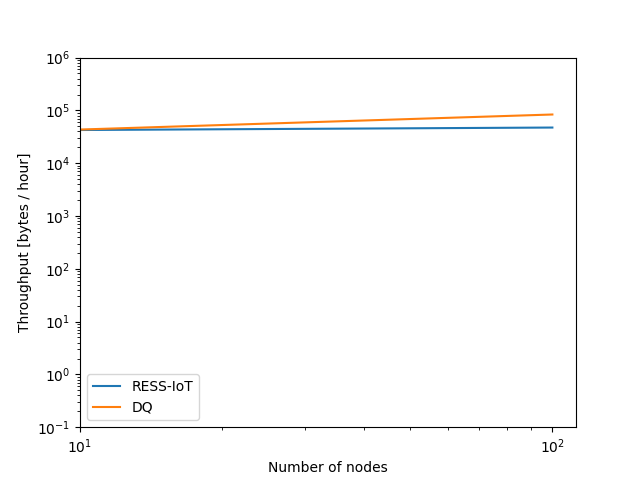 10⁶
10⁵
10⁴
10³
10²
10¹
10⁰
10⁻¹
Throughput [bytes / hour]
RESS-IoT
DQ
10¹ 10²
Number of nodes